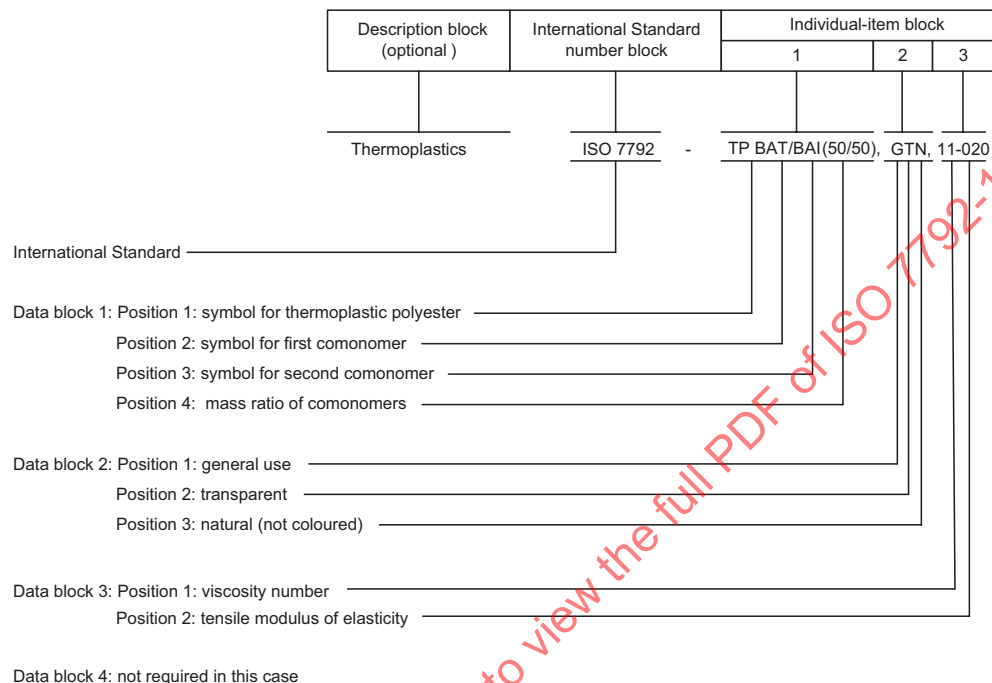 Description block
(optional )
International Standard
number block
Individual-item block
1
2
3
Thermoplastics
ISO 7792
-
TP BAT/BAI(50/50), GTN, 11-020
International Standard
Data block 1: Position 1: symbol for thermoplastic polyester
Position 2: symbol for first comonomer
Position 3: symbol for second comonomer
Position 4: mass ratio of comonomers
Data block 2: Position 1: general use
Position 2: transparent
Position 3: natural (not coloured)
Data block 3: Position 1: viscosity number
Position 2: tensile modulus of elasticity
Data block 4: not required in this case
to view the full PDF of ISO 7792-1